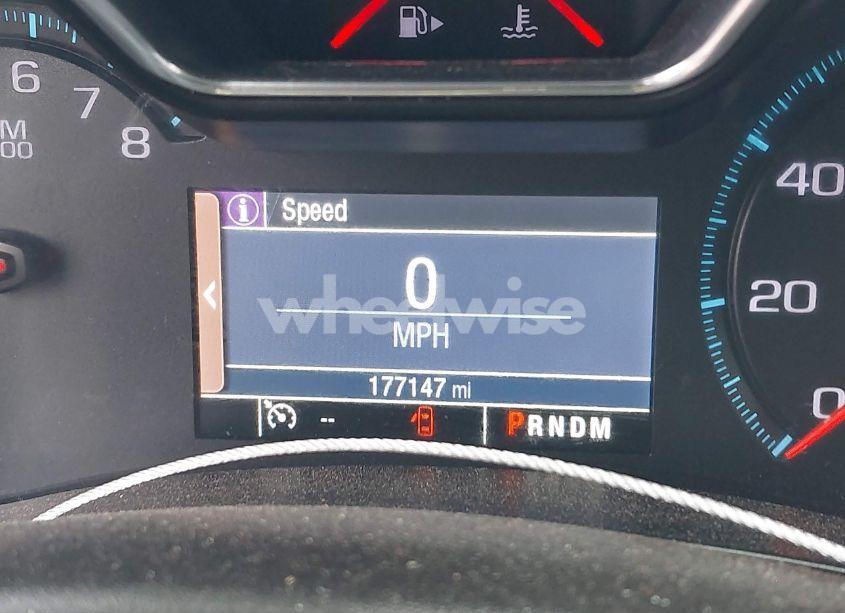 6
7
8
M
00
Speed
0
MPH
wheelwise
177147 mi
--
PRNDM
40
20
0